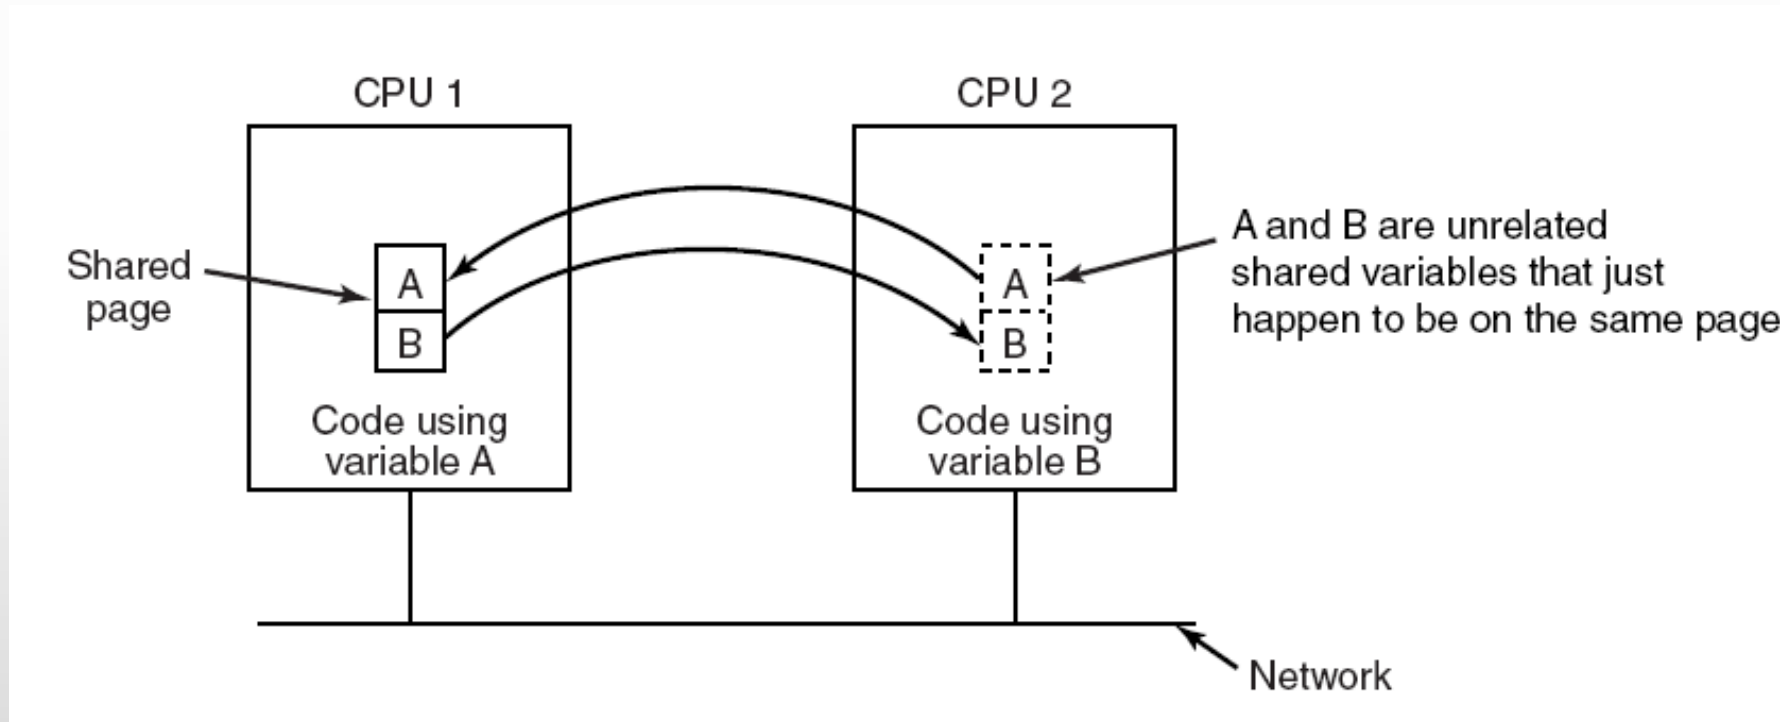 CPU 1
CPU 2
Shared
page
A
B
A
B
A and B are unrelated
shared variables that just
happen to be on the same page
Code using
variable A
Code using
variable B
Network